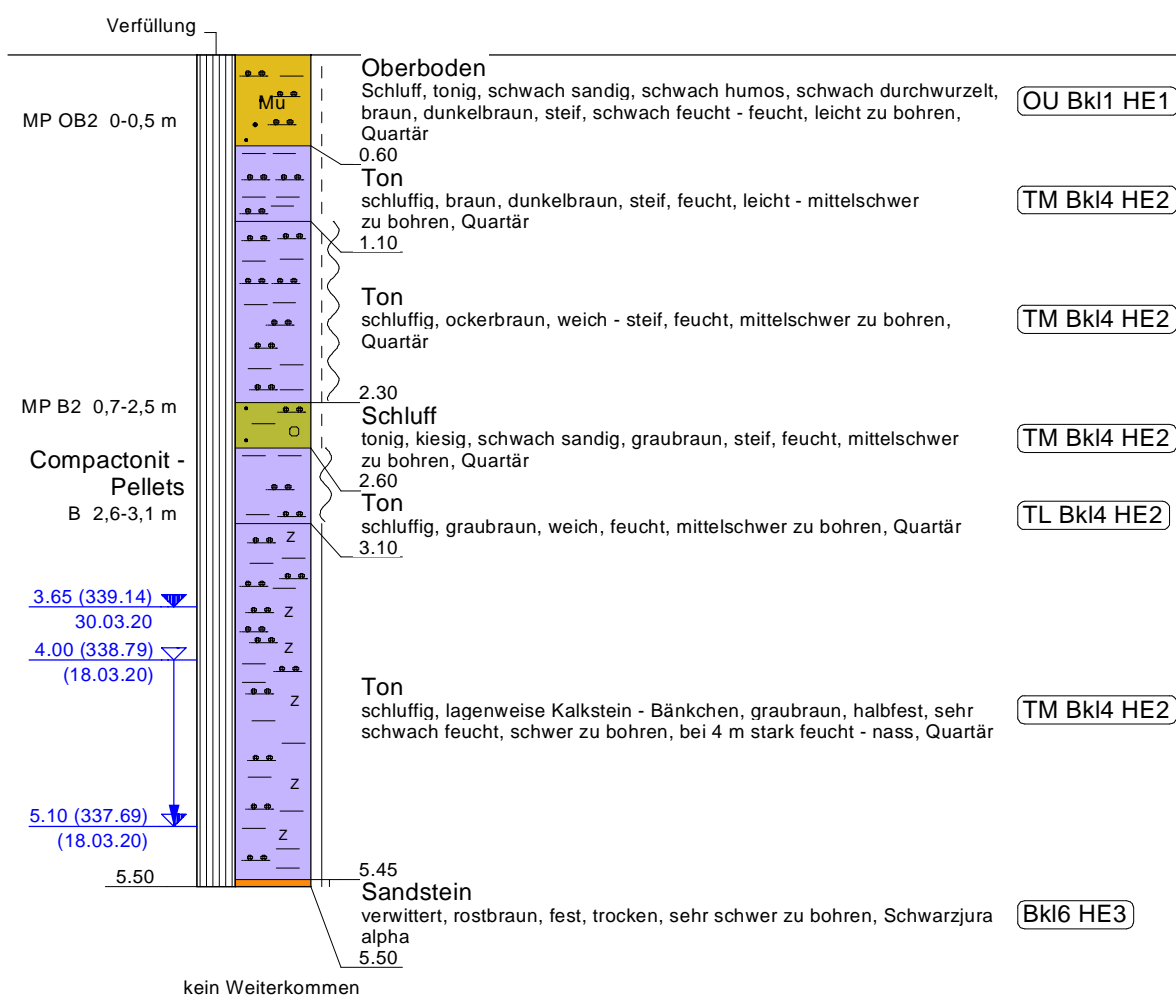 Verfüllung
Oberboden
Schluff, tonig, schwach sandig, schwach humos, schwach durchwurzelt,
braun, dunkelbraun, steif, schwach feucht - feucht, leicht zu bohren,
Quartär
OU Bkl1 HE1
Mu
MP OB2 0-0,5 m
0.60
Ton
schluffig, braun, dunkelbraun, steif, feucht, leicht - mittelschwer
zu bohren, Quartär
TM Bkl4 HE2
1.10
Ton
schluffig, ockerbraun, weich - steif, feucht, mittelschwer zu bohren,
Quartär
TM Bkl4 HE2
2.30
MP B2 0,7-2,5 m
Schluff
tonig, kiesig, schwach sandig, graubraun, steif, feucht, mittelschwer
zu bohren, Quartär
TM Bkl4 HE2
2.60
Compactonit -
Pellets
B 2,6-3,1 m
Ton
schluffig, graubraun, weich, feucht, mittelschwer zu bohren, Quartär
TL Bkl4 HE2
3.10
Z
Z
Z
Z
Z
Z
3.65 (339.14)
30.03.20
4.00 (338.79)
(18.03.20)
Ton
schluffig, lagenweise Kalkstein - Bänkchen, graubraun, halbfest, sehr
schwach feucht, schwer zu bohren, bei 4 m stark feucht - nass, Quartär
TM Bkl4 HE2
5.10 (337.69)
(18.03.20)
5.50
5.45
Sandstein
verwittert, rostbraun, fest, trocken, sehr schwer zu bohren, Schwarzjura
alpha
Bkl6 HE3
5.50
kein Weiterkommen